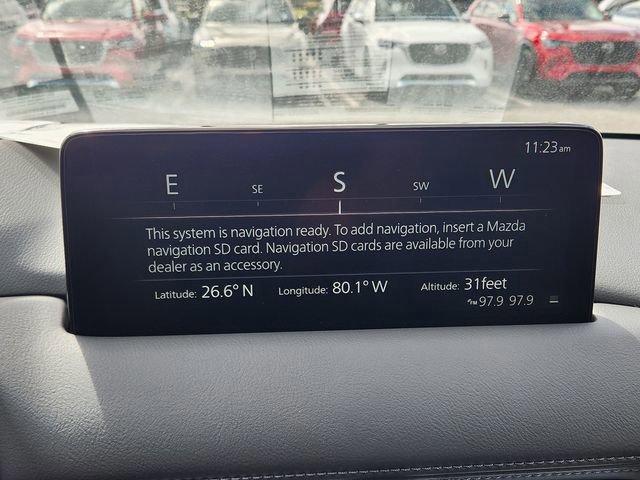 11:23am
E SE S SW W
This system is navigation ready. To add navigation, insert a Mazda
navigation SD card. Navigation SD cards are available from your
dealer as an accessory.
Latitude: 26.6° N Longitude: 80.1° W Altitude: 31feet
FM 97.9 97.9